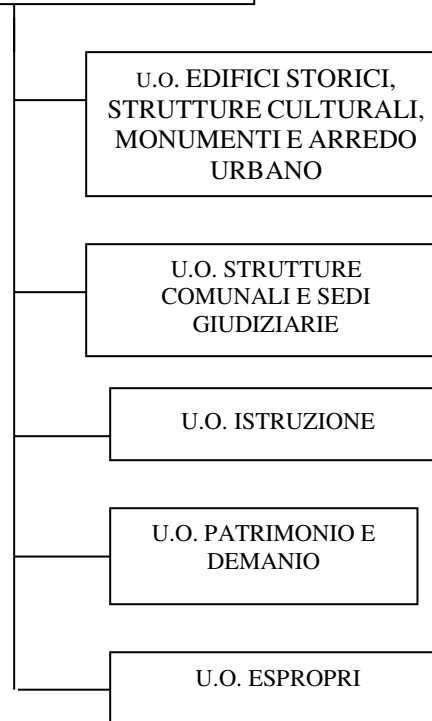 U.O. EDIFICI STORICI,
STRUTTURE CULTURALI,
MONUMENTI E ARREDO
URBANO
U.O. STRUTTURE
COMUNALI E SEDI
GIUDIZIARIE
U.O. ISTRUZIONE
U.O. PATRIMONIO E
DEMANIO
U.O. ESPROPRI